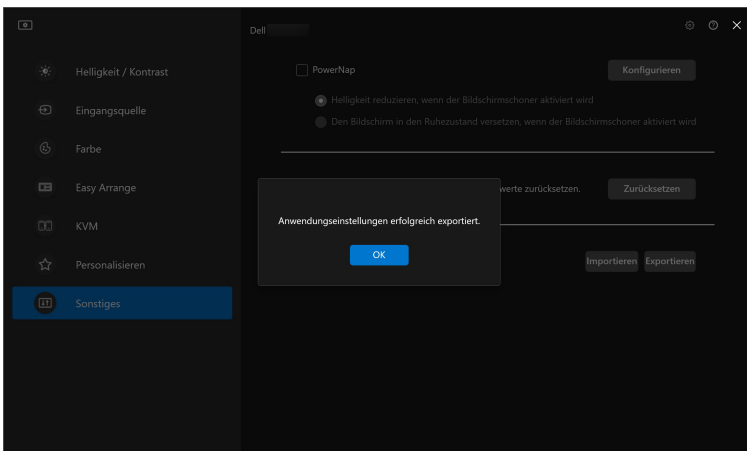 Dell
Helligkeit / Kontrast
Eingangsquelle
Farbe
Easy Arrange
KVM
Personalisieren
Sonstiges
PowerNap
Konfigurieren
Helligkeit reduzieren, wenn der Bildschirmschoner aktiviert wird
Den Bildschirm in den Ruhezustand versetzen, wenn der Bildschirmschoner aktiviert wird
werte zurücksetzen.
Zurücksetzen
Anwendungseinstellungen erfolgreich exportiert.
OK
Importieren
Exportieren